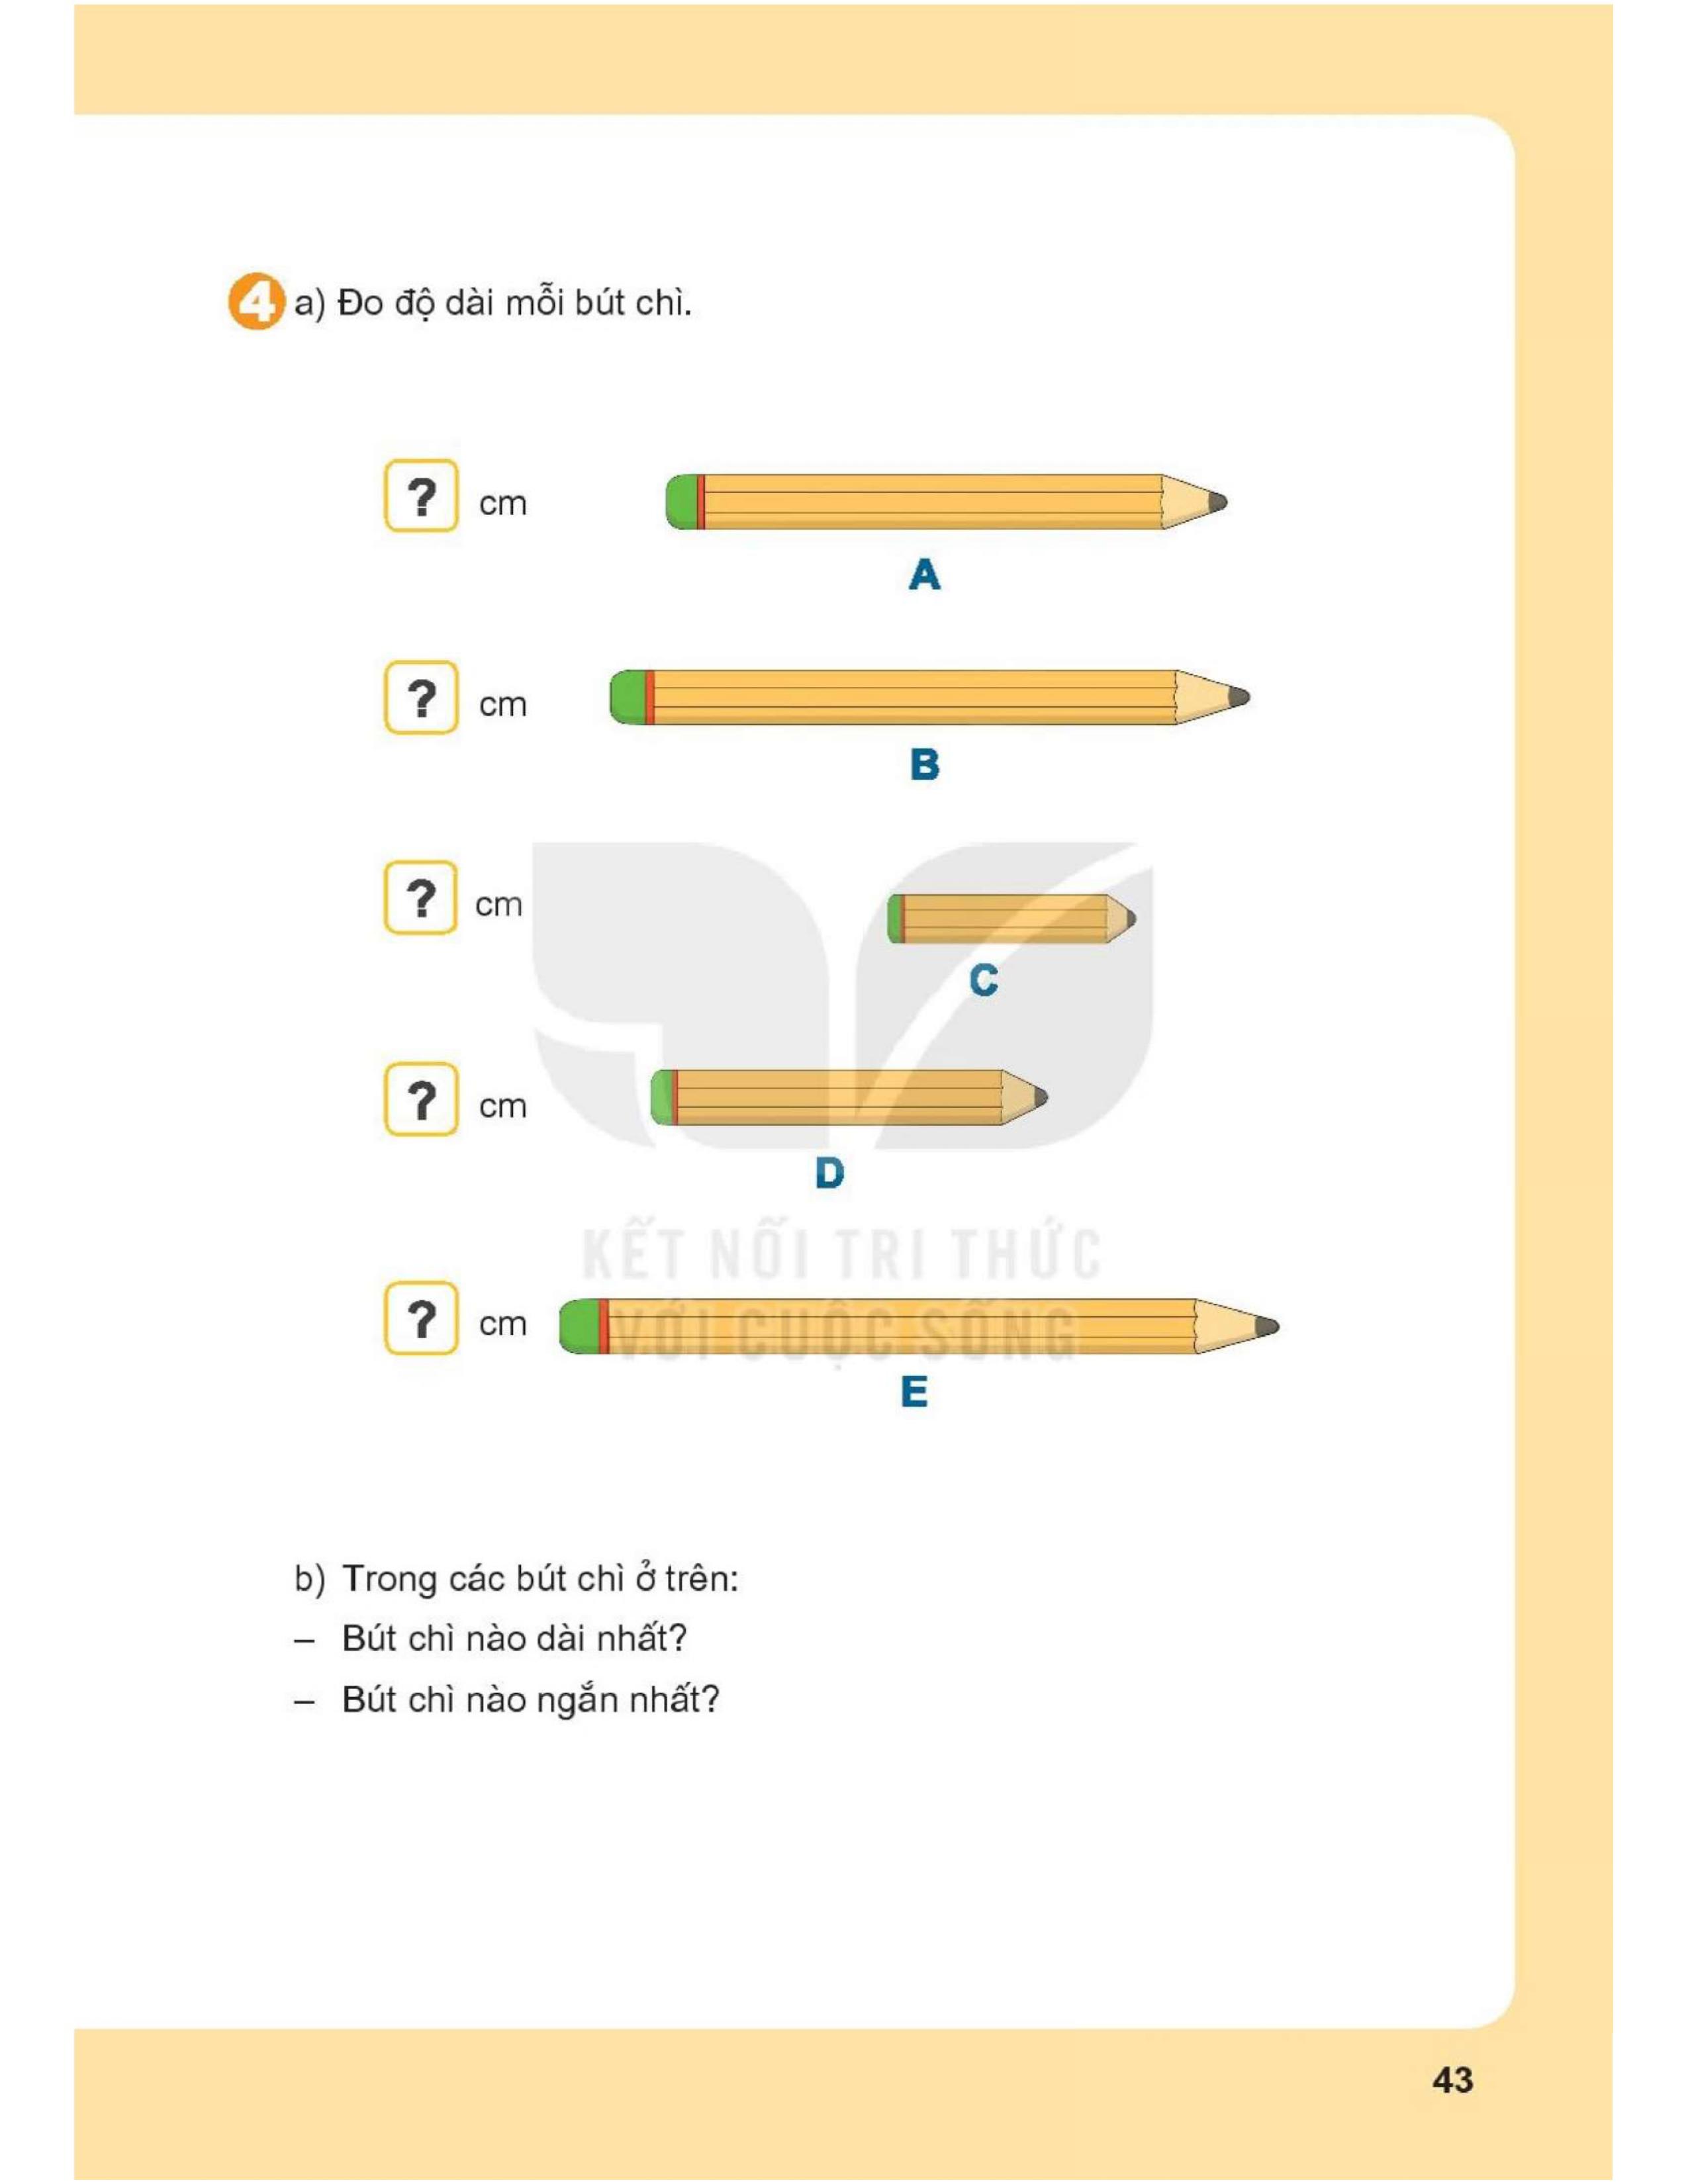 4 a) Đo độ dài mỗi bút chì.
? cm
A
? cm
B
? cm
C
? cm
D
KẾT NỐI TRI THỨC
VỚI CUỘC SỐNG
? cm
E
b) Trong các bút chì ở trên:
– Bút chì nào dài nhất?
– Bút chì nào ngắn nhất?
43